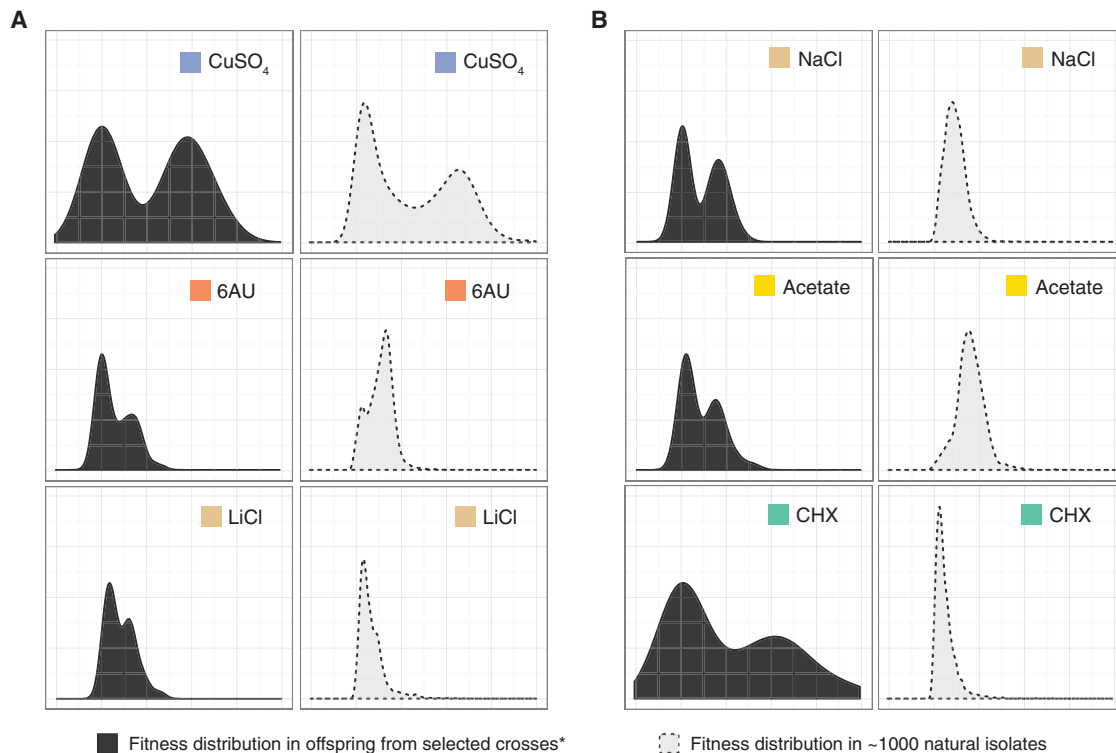 A
B
CuSO₄
CuSO₄
NaCl
NaCl
6AU
6AU
Acetate
Acetate
LiCl
LiCl
CHX
CHX
Fitness distribution in offspring from selected crosses*
Fitness distribution in ~1000 natural isolates